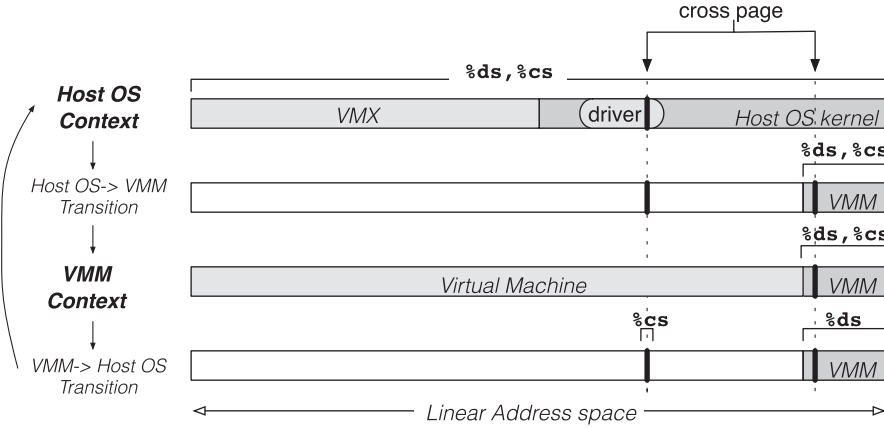 cross page
%ds,%cs
Host OS
Context
VMX
driver
Host OS kernel
%ds,%cs
Host OS-> VMM
Transition
VMM
%ds,%cs
VMM
Context
Virtual Machine
VMM
%cs
%ds
VMM-> Host OS
Transition
VMM
Linear Address space